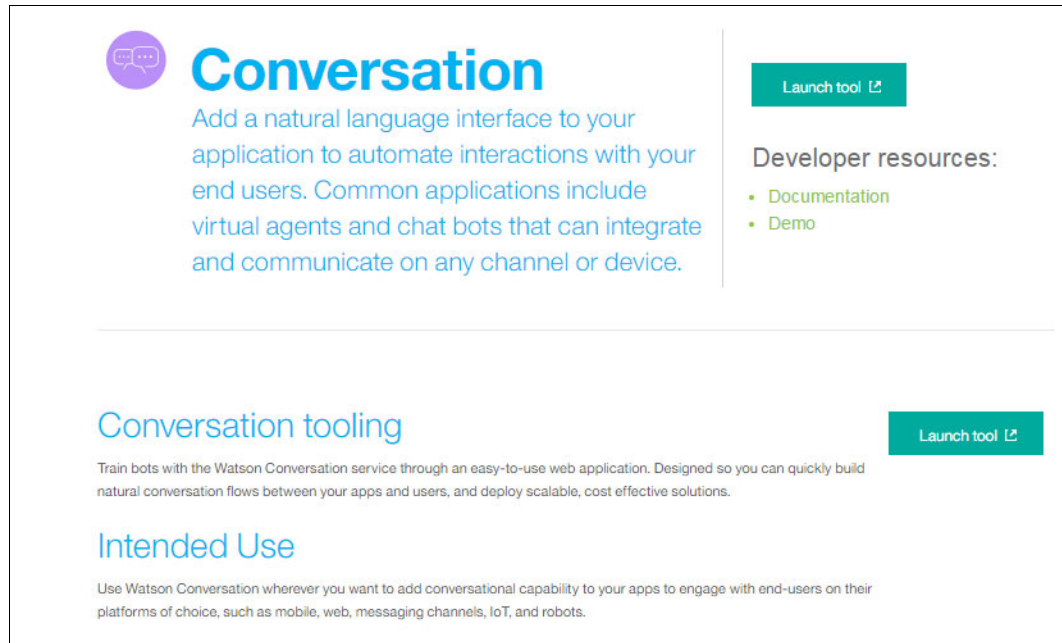 Conversation
Add a natural language interface to your
application to automate interactions with your
end users. Common applications include
virtual agents and chat bots that can integrate
and communicate on any channel or device.
Launch tool
Developer resources:
• Documentation
• Demo
Conversation tooling
Launch tool
Train bots with the Watson Conversation service through an easy-to-use web application. Designed so you can quickly build
natural conversation flows between your apps and users, and deploy scalable, cost effective solutions.
Intended Use
Use Watson Conversation wherever you want to add conversational capability to your apps to engage with end-users on their
platforms of choice, such as mobile, web, messaging channels, IoT, and robots.